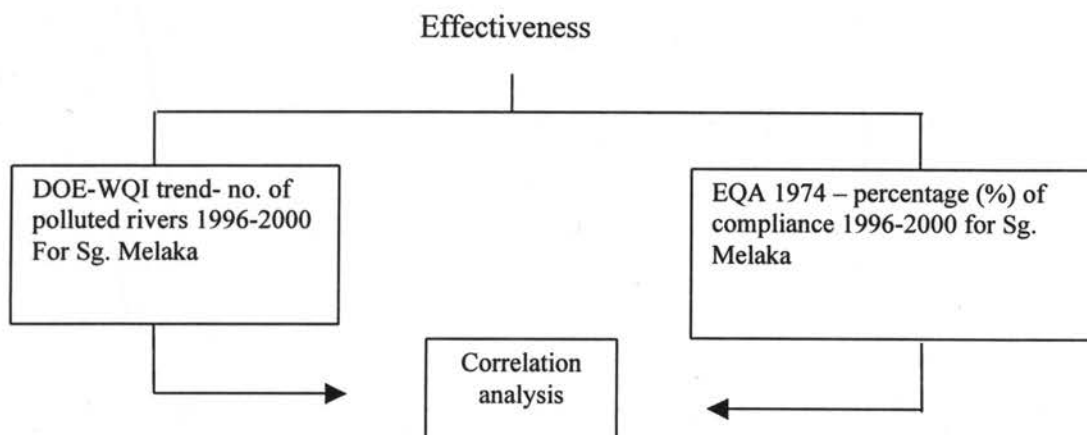 Effectiveness
DOE-WQI trend- no. of
polluted rivers 1996-2000
For Sg. Melaka
EQA 1974 – percentage (%) of
compliance 1996-2000 for Sg.
Melaka
Correlation
analysis